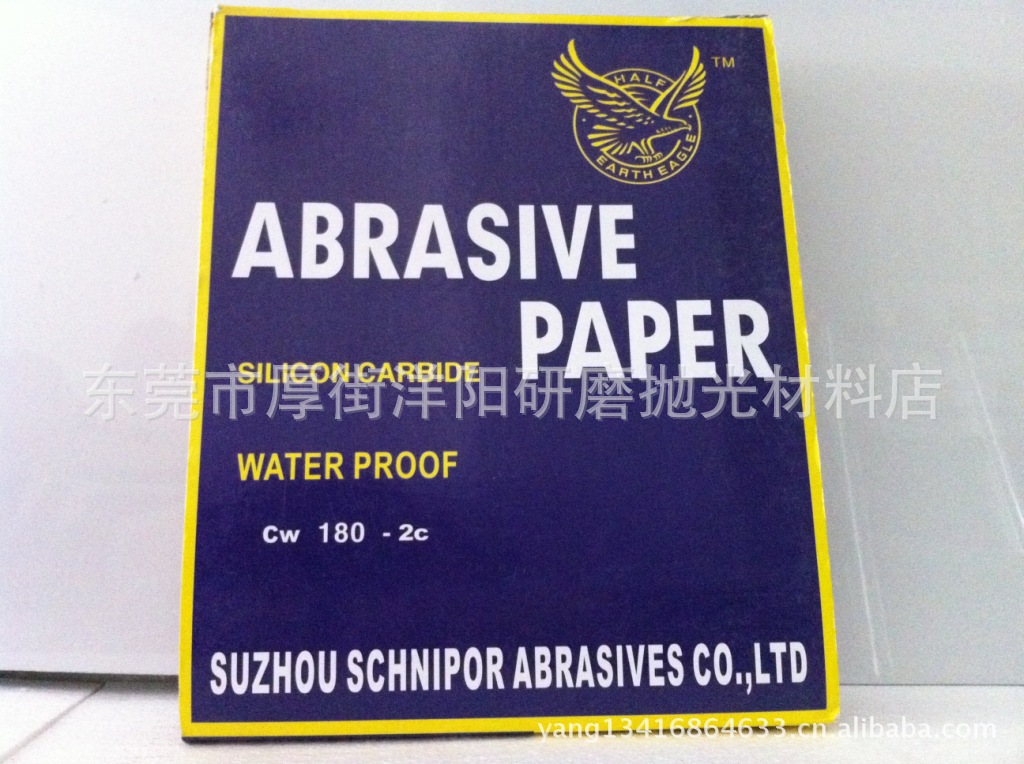 HALF
EARTH EAGLE
TM
ABRASIVE
PAPER
SILICON CARBIDE
东莞市厚街洋阳研磨抛光材料店
WATER PROOF
Cw 180 - 2c
SUZHOU SCHNIPOR ABRASIVES CO.,LTD
yang13416864633.cn.alibaba.com